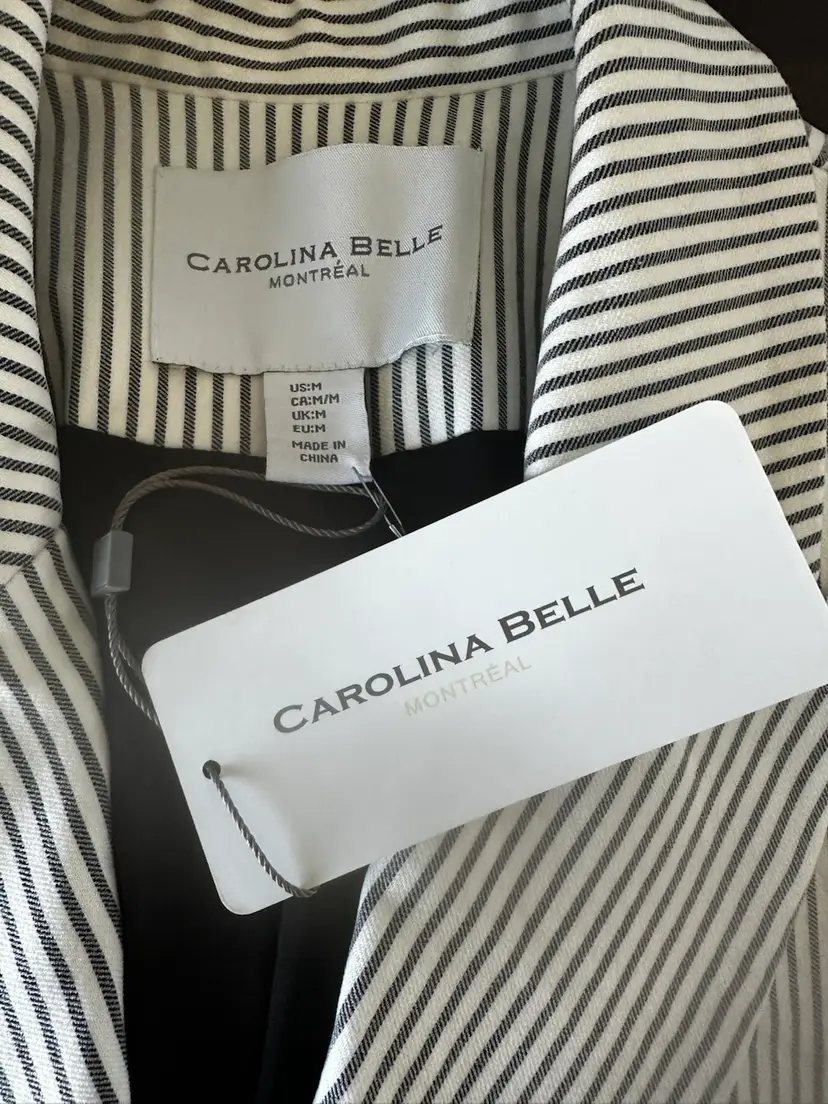 CAROLINA BELLE
MONTRÉAL
US:M
CA:M/M
UK:M
EU:M
MADE IN
CHINA
CAROLINA BELLE
MONTRÉAL